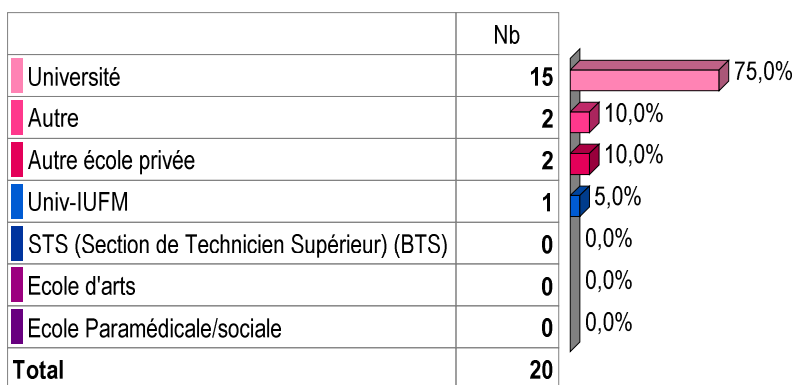 Nb
Université 15 75,0%
Autre 2 10,0%
Autre école privée 2 10,0%
Univ-IUFM 1 5,0%
STS (Section de Technicien Supérieur) (BTS) 0 0,0%
Ecole d'arts 0 0,0%
Ecole Paramédicale/sociale 0 0,0%
Total 20